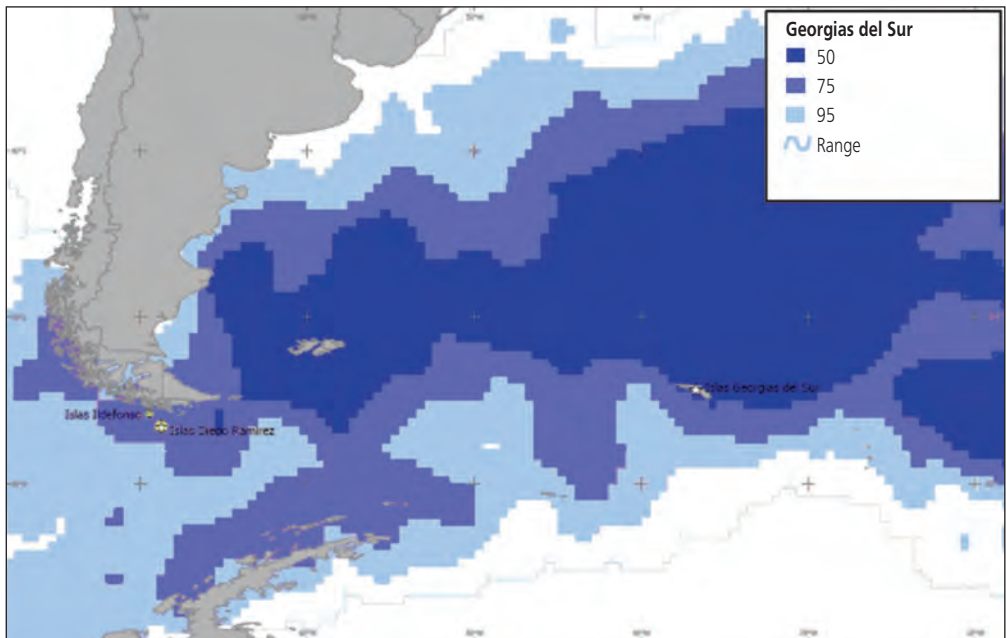 Georgias del Sur
50
75
95
Range
Islas Georgias del Sur
Islas Ildefonso
Islas Diego Ramirez